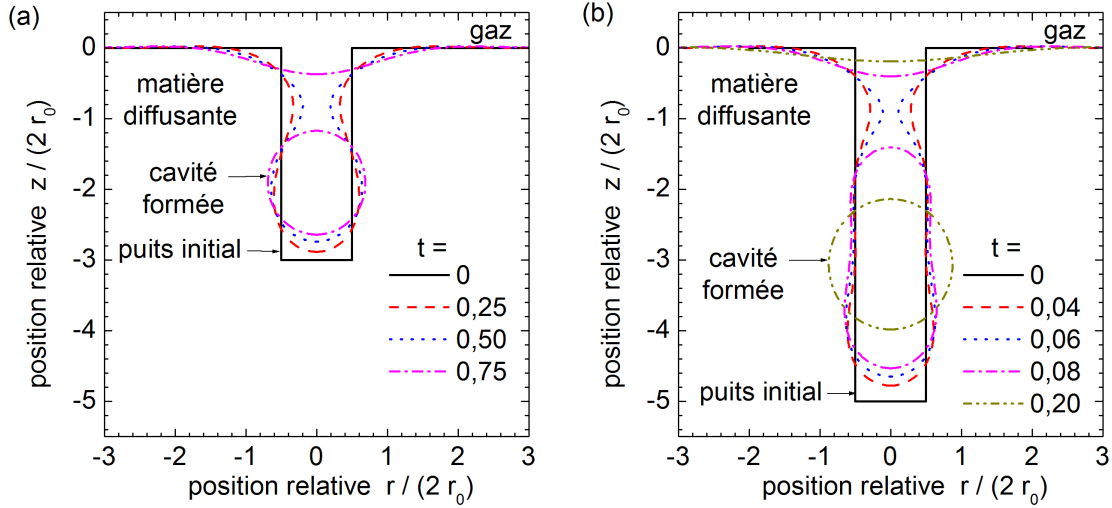 (a)
gaz
0
-1
-2
-3
-4
-5
position relative z / (2 r0)
matière
diffusante
cavité
formée
puits initial
t =
0
0,25
0,50
0,75
-3 -2 -1 0 1 2 3
position relative r / (2 r0)
(b)
gaz
0
-1
-2
-3
-4
-5
position relative z / (2 r0)
matière
diffusante
cavité
formée
puits initial
t =
0
0,04
0,06
0,08
0,20
-3 -2 -1 0 1 2 3
position relative r / (2 r0)